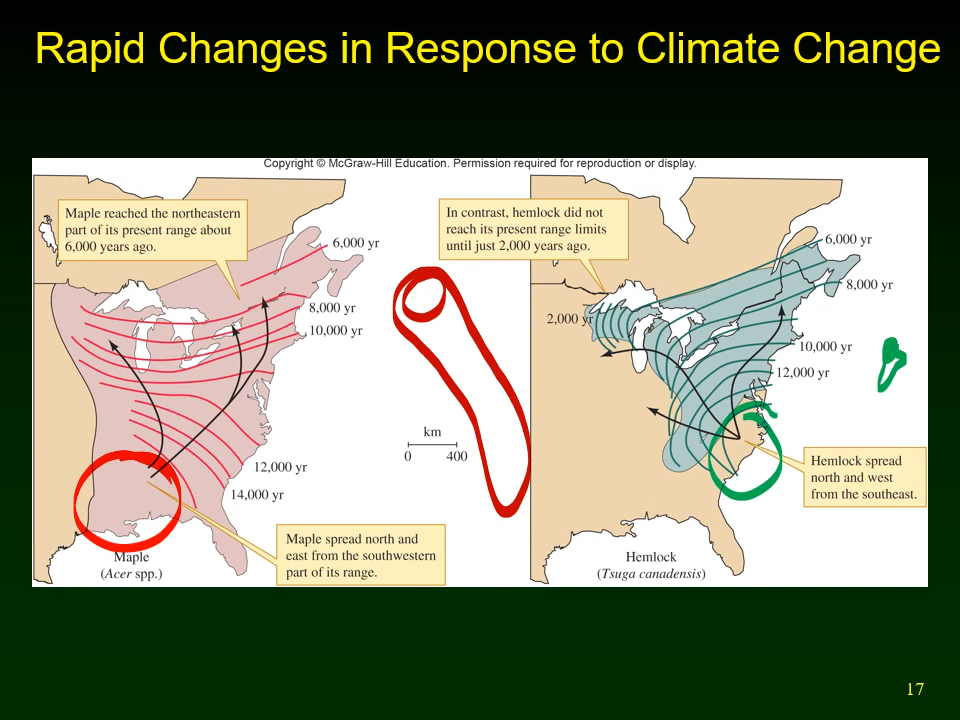 Rapid Changes in Response to Climate Change
Copyright © McGraw-Hill Education. Permission required for reproduction or display.
Maple reached the northeastern
part of its present range about
6,000 years ago.
6,000 yr
8,000 yr
10,000 yr
12,000 yr
14,000 yr
Maple spread north and
east from the southwestern
part of its range.
Maple
(Acer spp.)
km
0 400
In contrast, hemlock did not
reach its present range limits
until just 2,000 years ago.
6,000 yr
8,000 yr
2,000 yr
10,000 yr
12,000 yr
Hemlock spread
north and west
from the southeast.
Hemlock
(Tsuga canadensis)
17